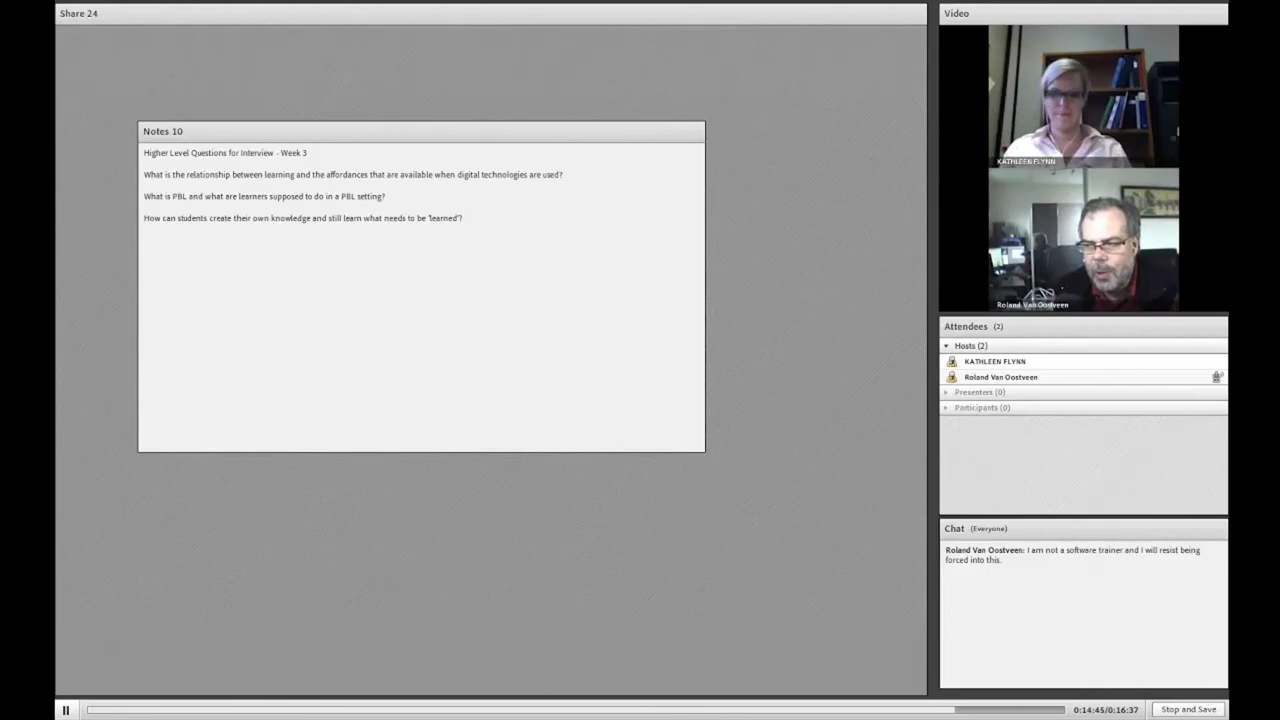 Share 24
Video
Notes 10
Higher Level Questions for Interview - Week 3
What is the relationship between learning and the affordances that are available when digital technologies are used?
What is PBL and what are learners supposed to do in a PBL setting?
How can students create their own knowledge and still learn what needs to be 'learned'?
KATHLEEN FLYNN
Roland Van Oostveen
Attendees (2)
Hosts (2)
KATHLEEN FLYNN
Roland Van Oostveen
Presenters (0)
Participants (0)
Chat (Everyone)
Roland Van Oostveen: I am not a software trainer and I will resist being
forced into this.
0:14:45/0:16:37
Stop and Save